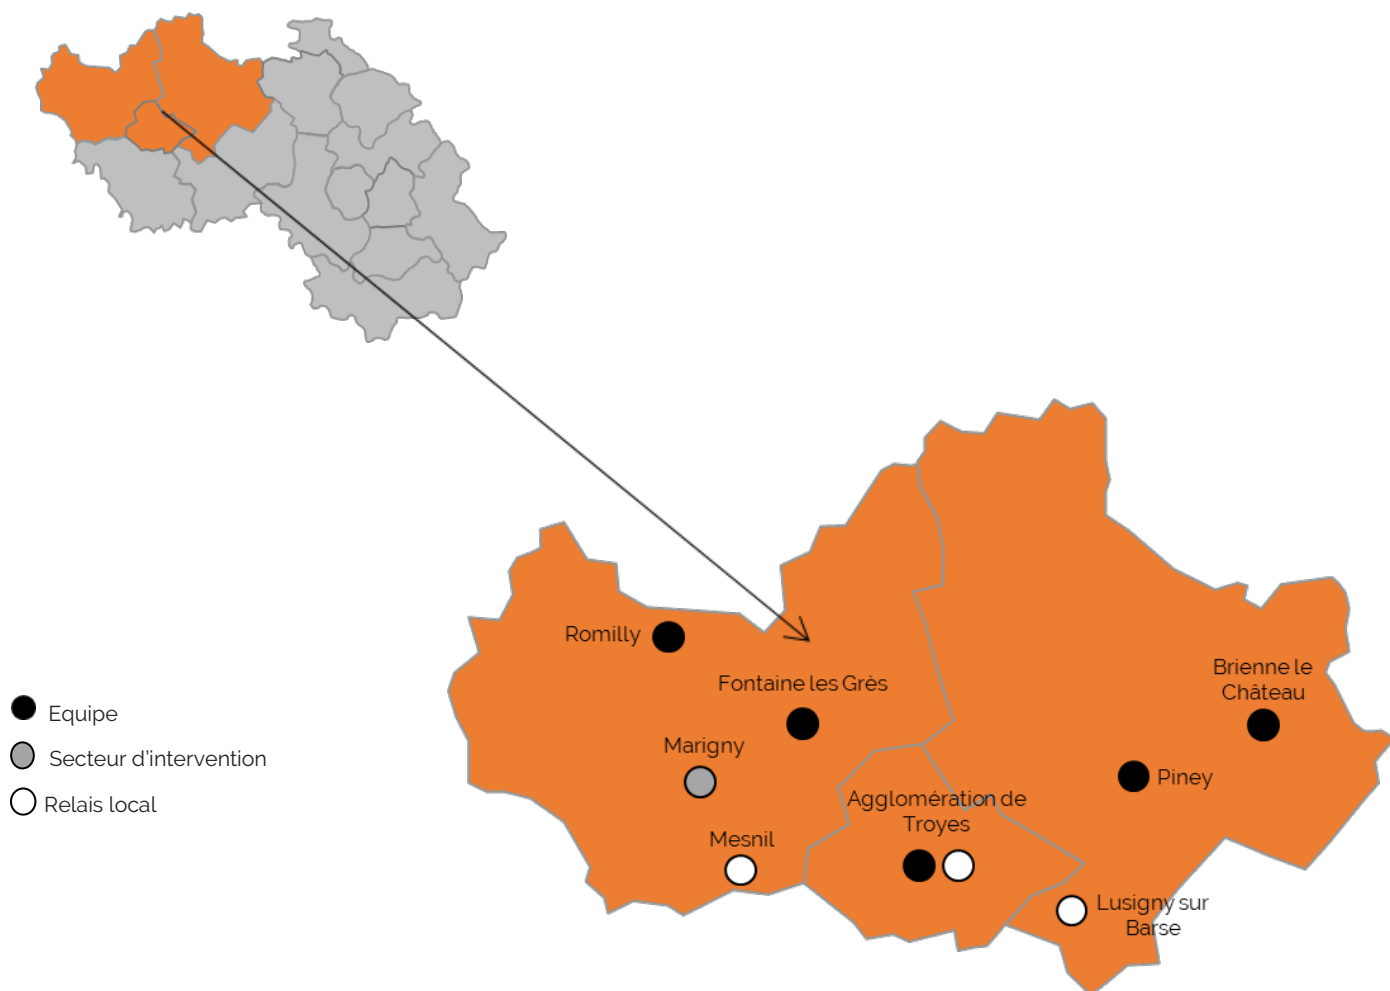 Romilly
Fontaine les Grès
Brienne le
Château
Equipe
Marigny
Secteur d'intervention
Piney
Relais local
Agglomération de
Troyes
Mesnil
Lusigny sur
Barse